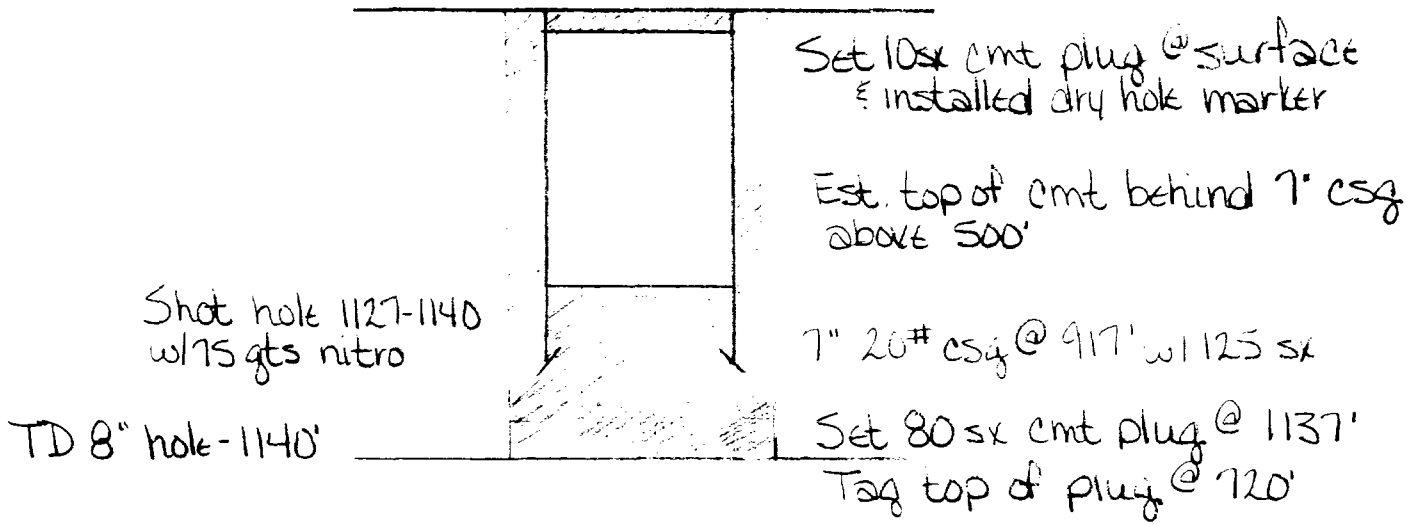 Set 10sx cmt plug @ surface
& installed dry hole marker
Est. top of cmt behind 7" csg
above 500'
Shot hole 1127-1140
w/75 qts nitro
7" 20# csg @ 917' w/ 125 sx
TD 8" hole - 1140'
Set 80 sx cmt plug @ 1137'
Tag top of plug @ 720'